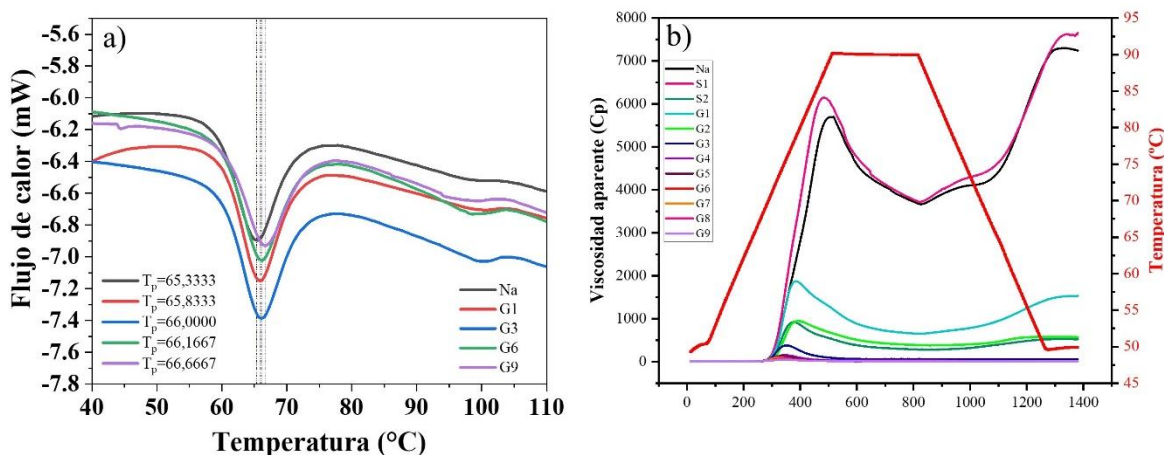 a)
Flujo de calor (mW)
-5.6
-5.8
-6.0
-6.2
-6.4
-6.6
-6.8
-7.0
-7.2
-7.4
-7.6
-7.8
Tp=65,3333
Tp=65,8333
Tp=66,0000
Tp=66,1667
Tp=66,6667
Na
G1
G3
G6
G9
40 50 60 70 80 90 100 110
Temperatura (°C)
b)
Viscosidad aparente (Cp)
8000
7000
6000
5000
4000
3000
2000
1000
0
Na
S1
S2
G1
G2
G3
G4
G5
G6
G7
G8
G9
0 200 400 600 800 1000 1200 1400
95
90
85
80
75
70
65
60
55
50
45
Temperatura (°C)